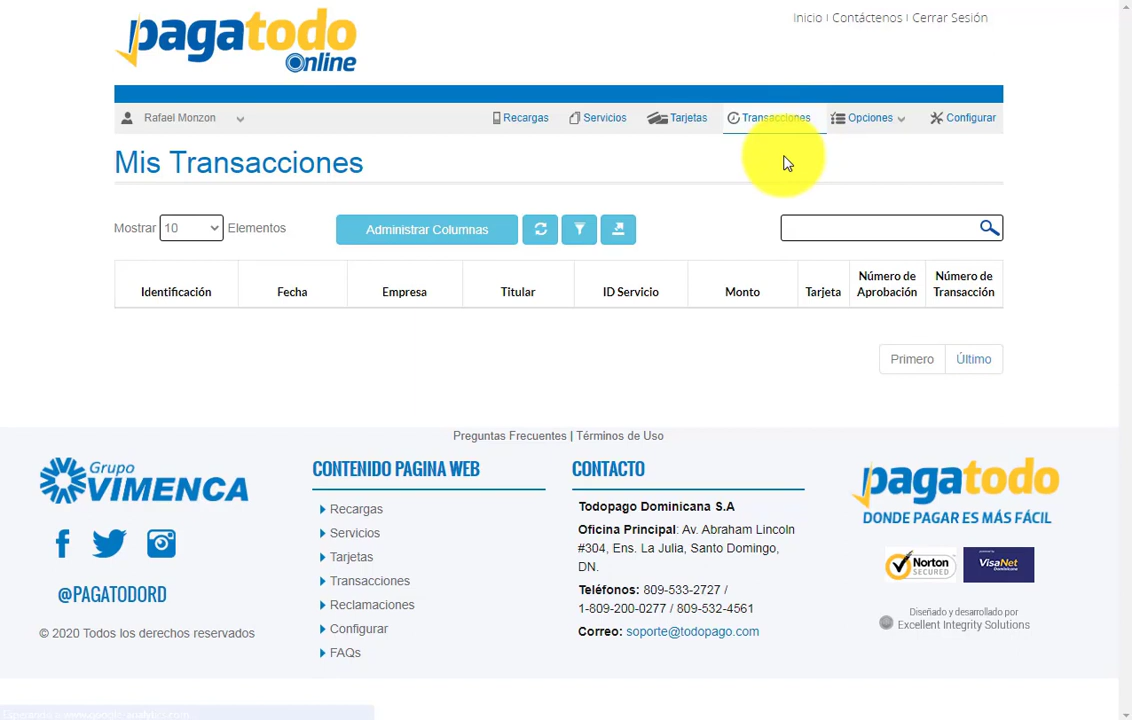 Inicio | Contáctenos | Cerrar Sesión
pagatodo
Online
Rafael Monzon
Recargas
Servicios
Tarjetas
Transacciones
Opciones
Configurar
Mis Transacciones
Mostrar 10 Elementos
Administrar Columnas
Identificación
Fecha
Empresa
Titular
ID Servicio
Monto
Tarjeta
Número de
Aprobación
Número de
Transacción
Primero
Último
Preguntas Frecuentes | Términos de Uso
Grupo
VIMENCA
@PAGATODORD
© 2020 Todos los derechos reservados
CONTENIDO PAGINA WEB
Recargas
Servicios
Tarjetas
Transacciones
Reclamaciones
Configurar
FAQs
CONTACTO
Todopago Dominicana S.A
Oficina Principal: Av. Abraham Lincoln
#304, Ens. La Julia, Santo Domingo,
DN.
Teléfonos: 809-533-2727 /
1-809-200-0277 / 809-532-4561
Correo: soporte@todopago.com
pagatodo
DONDE PAGAR ES MÁS FÁCIL
Norton
SECURED
VisaNet
Dominicana
Diseñado y desarrollado por
Excellent Integrity Solutions